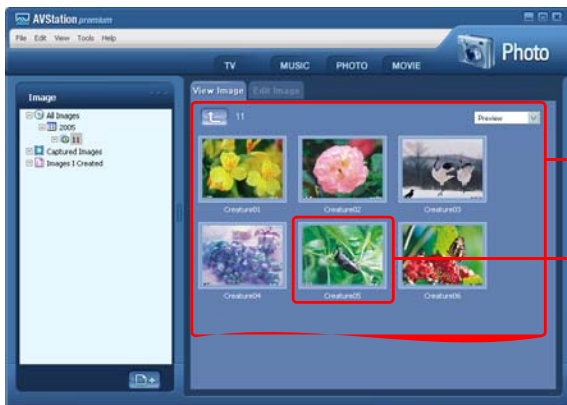 AVStation premium
File Edit View Tools Help
Photo
TV MUSIC PHOTO MOVIE
Image
View Image Edit Image
All Images
2005
11
Captured Images
Images I Created
11
Preview
Creature01 Creature02 Creature03
Creature04 Creature05 Creature06